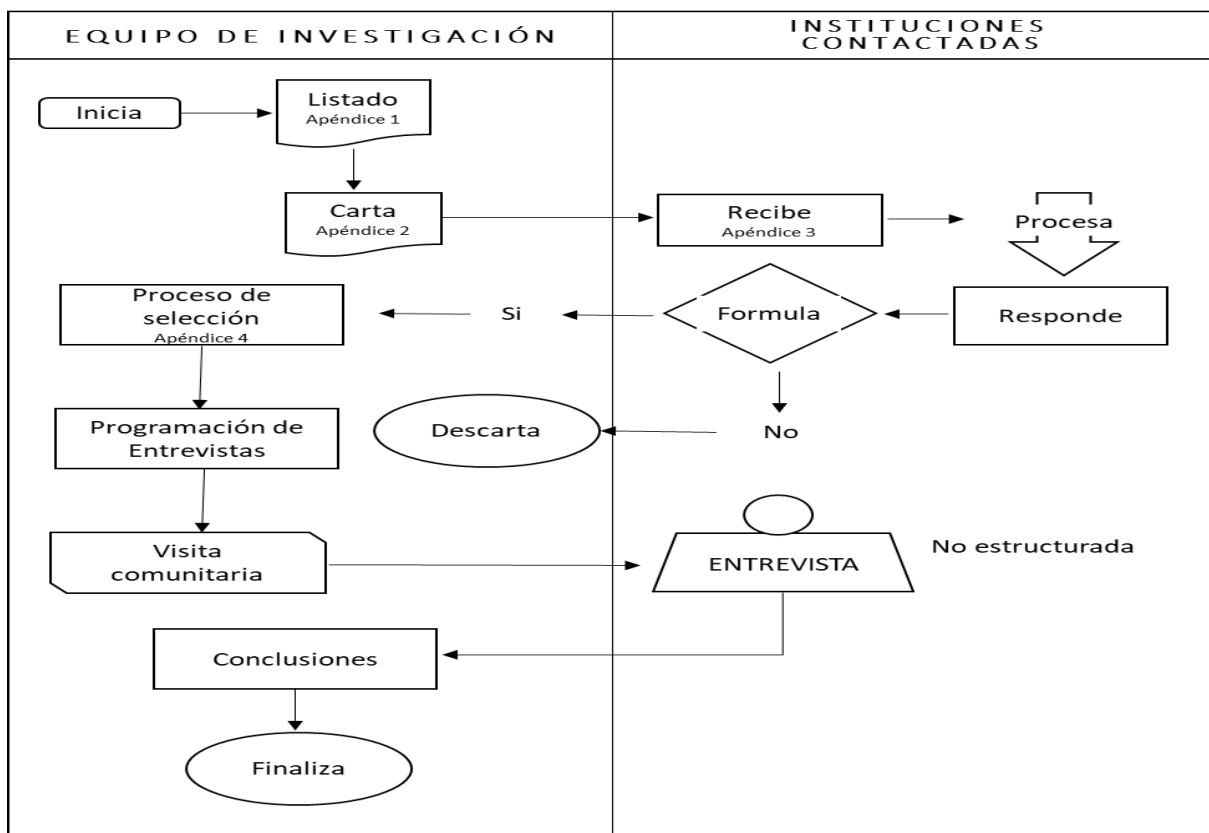 EQUIPO DE INVESTIGACIÓN
INSTITUCIONES
CONTACTADAS
Inicia
Listado
Apéndice 1
Carta
Apéndice 2
Recibe
Apéndice 3
Procesa
Responde
Formula
Si
Proceso de
selección
Apéndice 4
No
Descarta
Programación de
Entrevistas
Visita
comunitaria
ENTREVISTA
No estructurada
Conclusiones
Finaliza